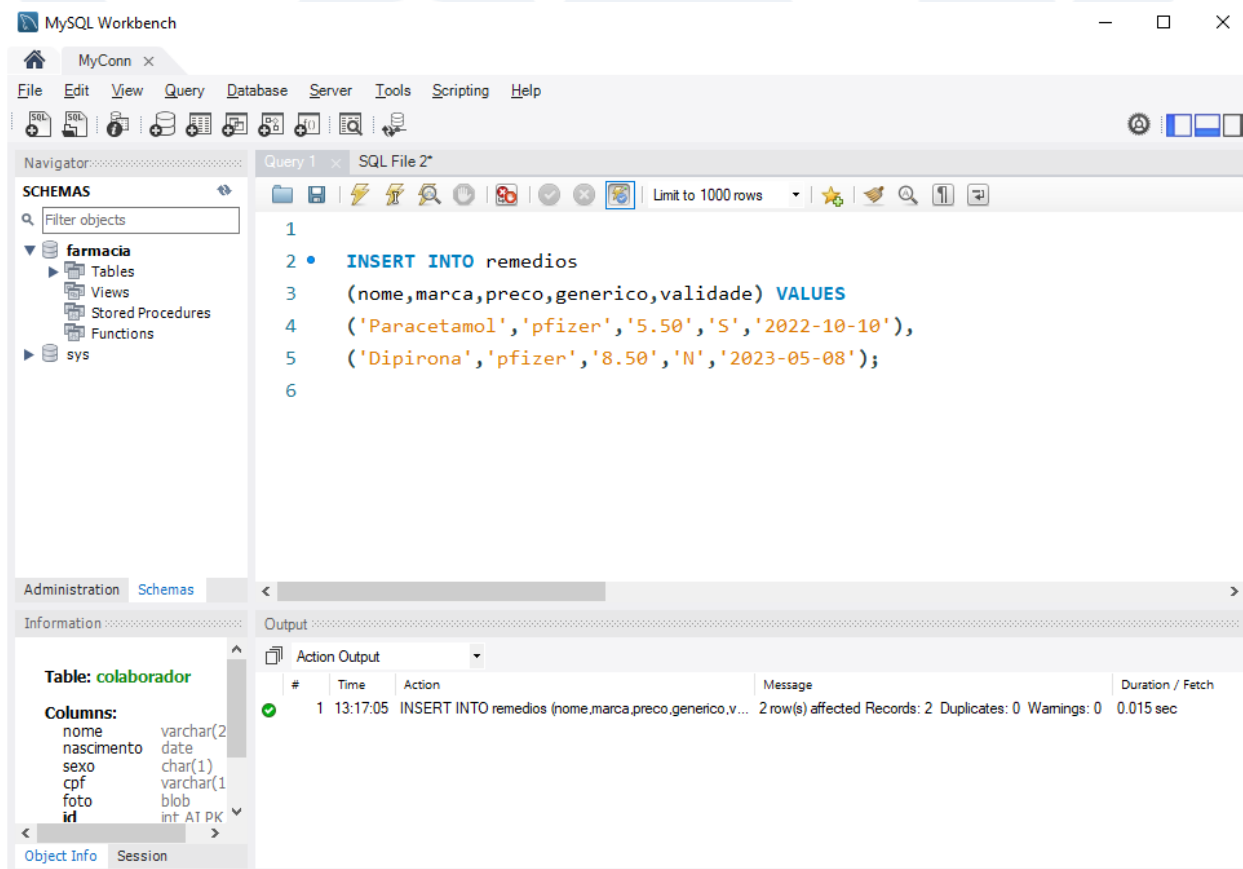 MySQL Workbench
MyConn
File Edit View Query Database Server Tools Scripting Help
Navigator
Query 1 SQL File 2*
SCHEMAS
Limit to 1000 rows
Filter objects
farmacia
Tables
Views
Stored Procedures
Functions
sys
1
2 INSERT INTO remedios
3 (nome,marca,preco,generico,validade) VALUES
4 ('Paracetamol','pfizer','5.50','S','2022-10-10'),
5 ('Dipirona','pfizer','8.50','N','2023-05-08');
6
Administration Schemas
Information
Table: colaborador
Columns:
nome varchar(2
nascimento date
sexo char(1)
cpf varchar(1
foto blob
id int AI PK
Object Info Session
Output
Action Output
# Time Action Message Duration / Fetch
1 13:17:05 INSERT INTO remedios (nome,marca,preco,generico,v... 2 row(s) affected Records: 2 Duplicates: 0 Warnings: 0 0.015 sec